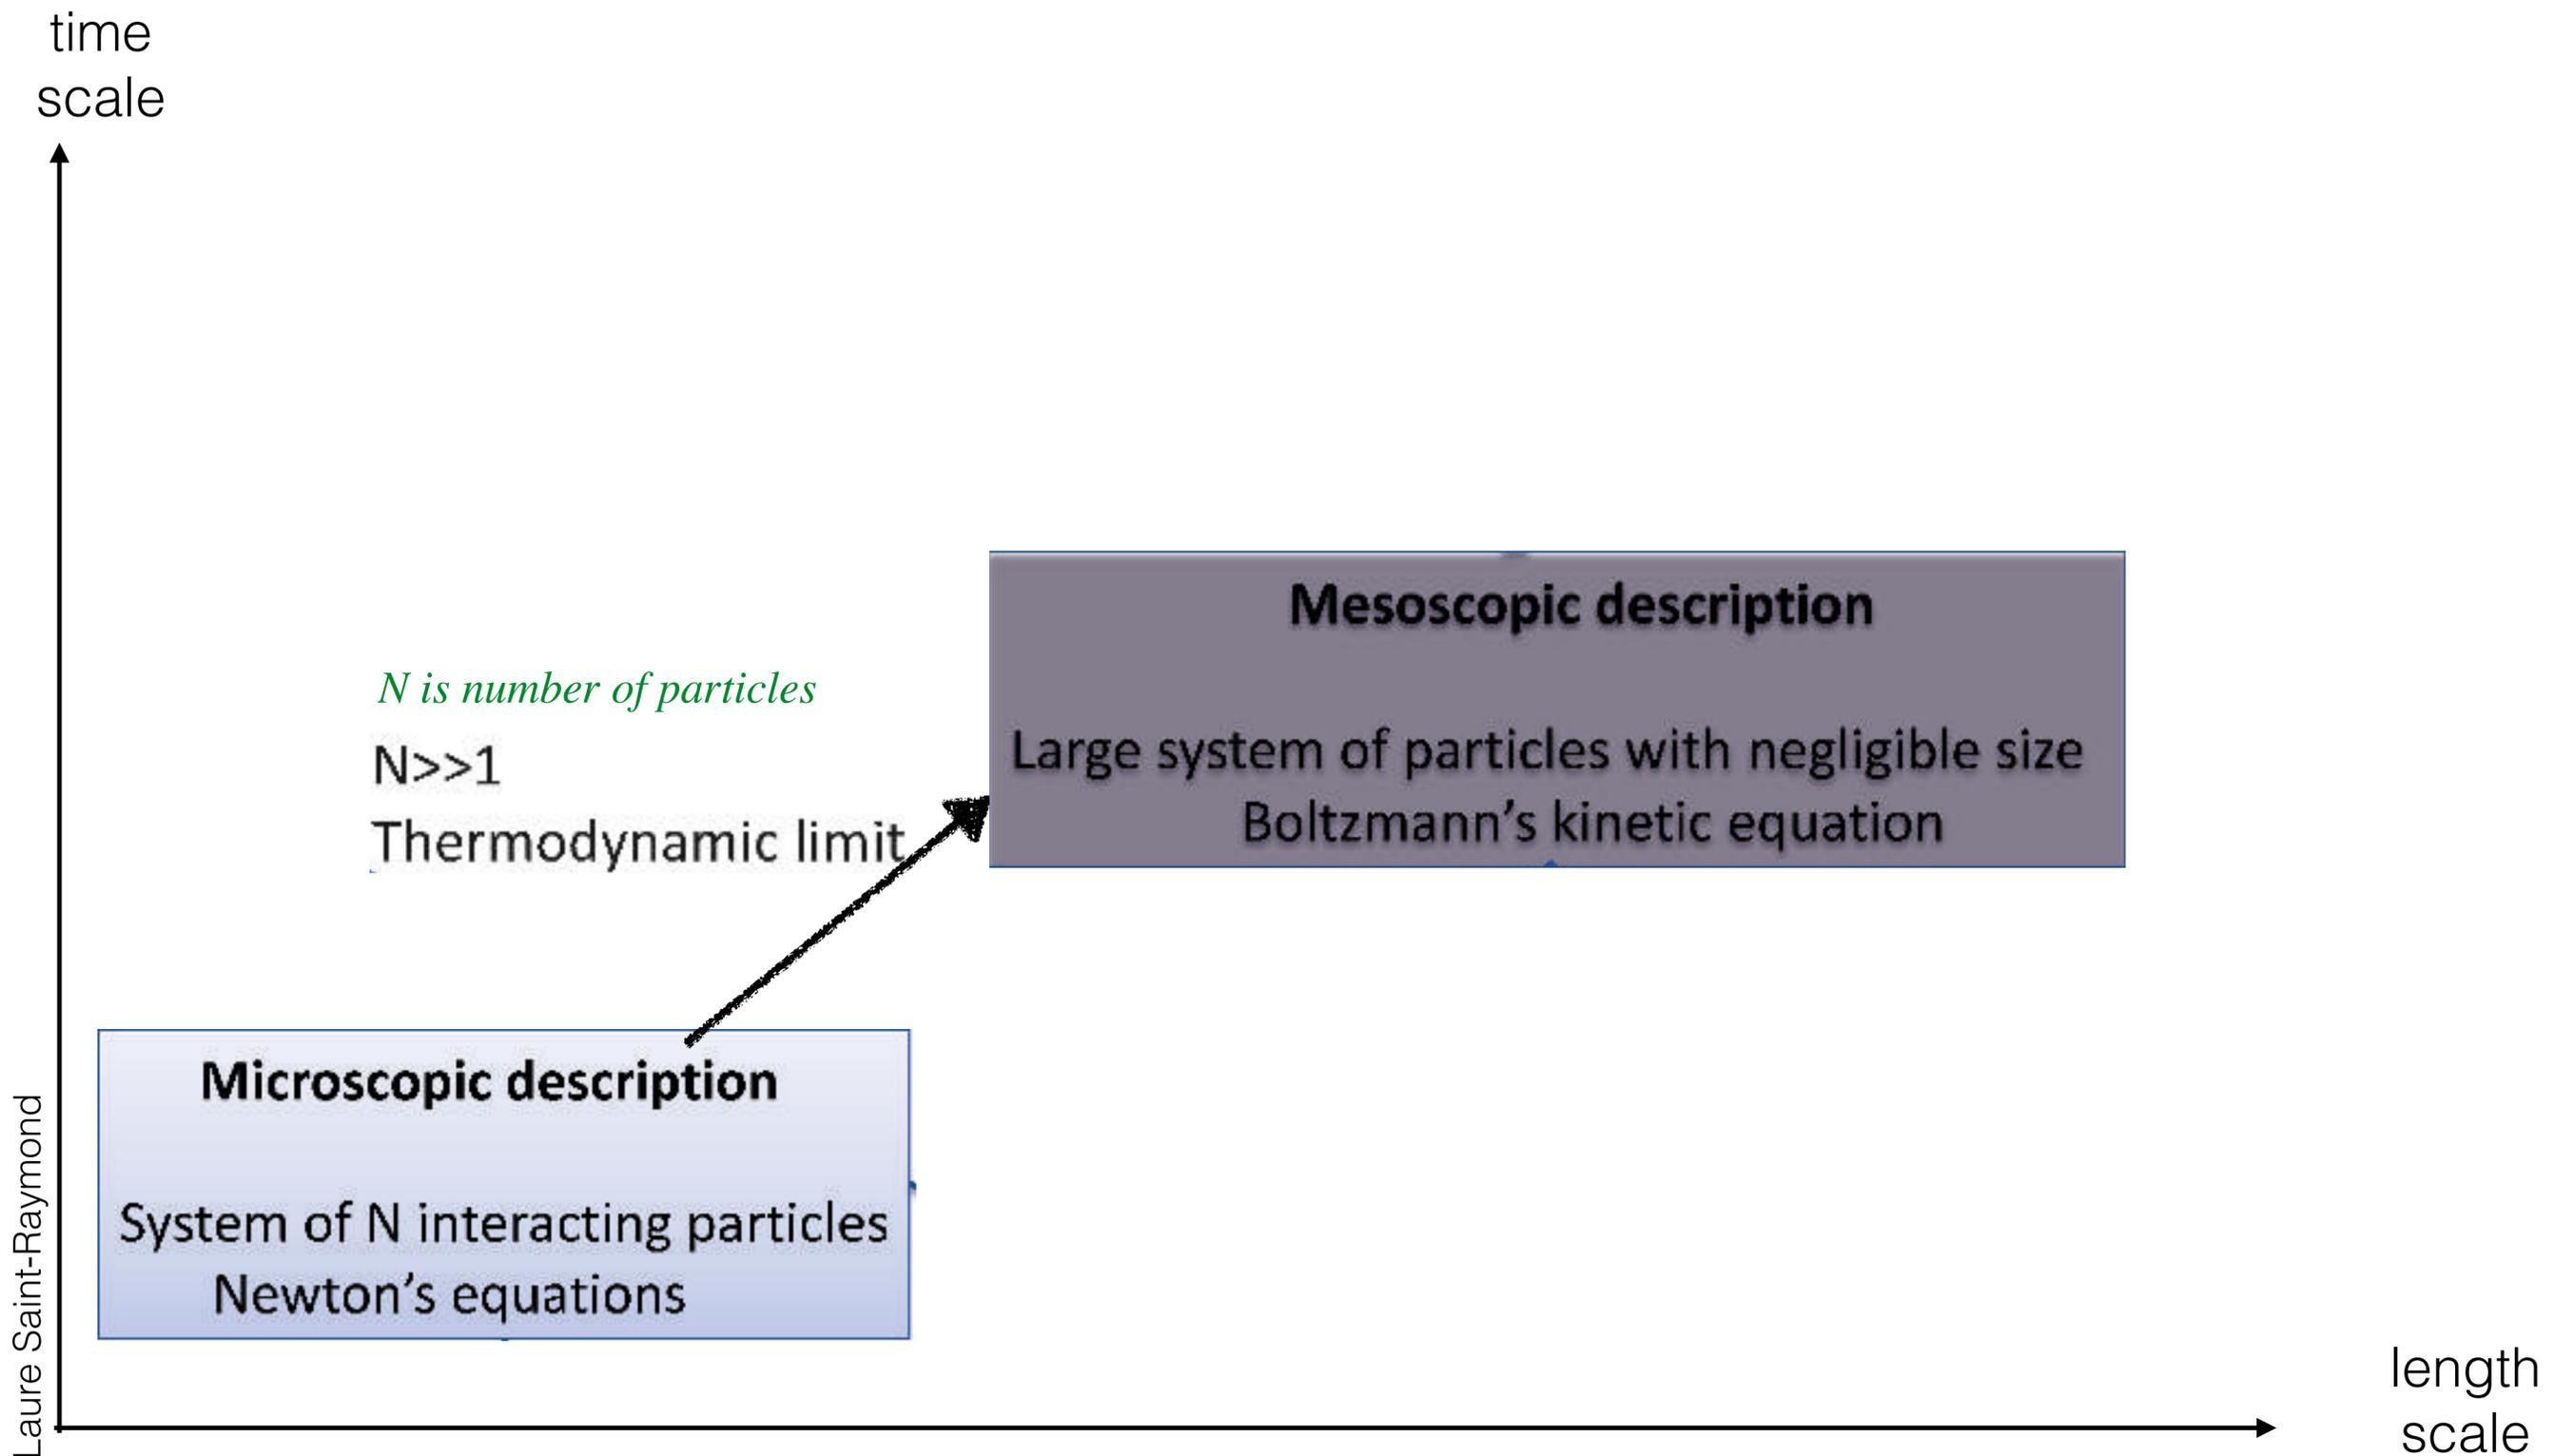 time
scale
Mesoscopic description
Large system of particles with negligible size
Boltzmann’s kinetic equation
N is number of particles
N>>1
Thermodynamic limit
Microscopic description
System of N interacting particles
Newton’s equations
Laure Saint-Raymond
length
scale